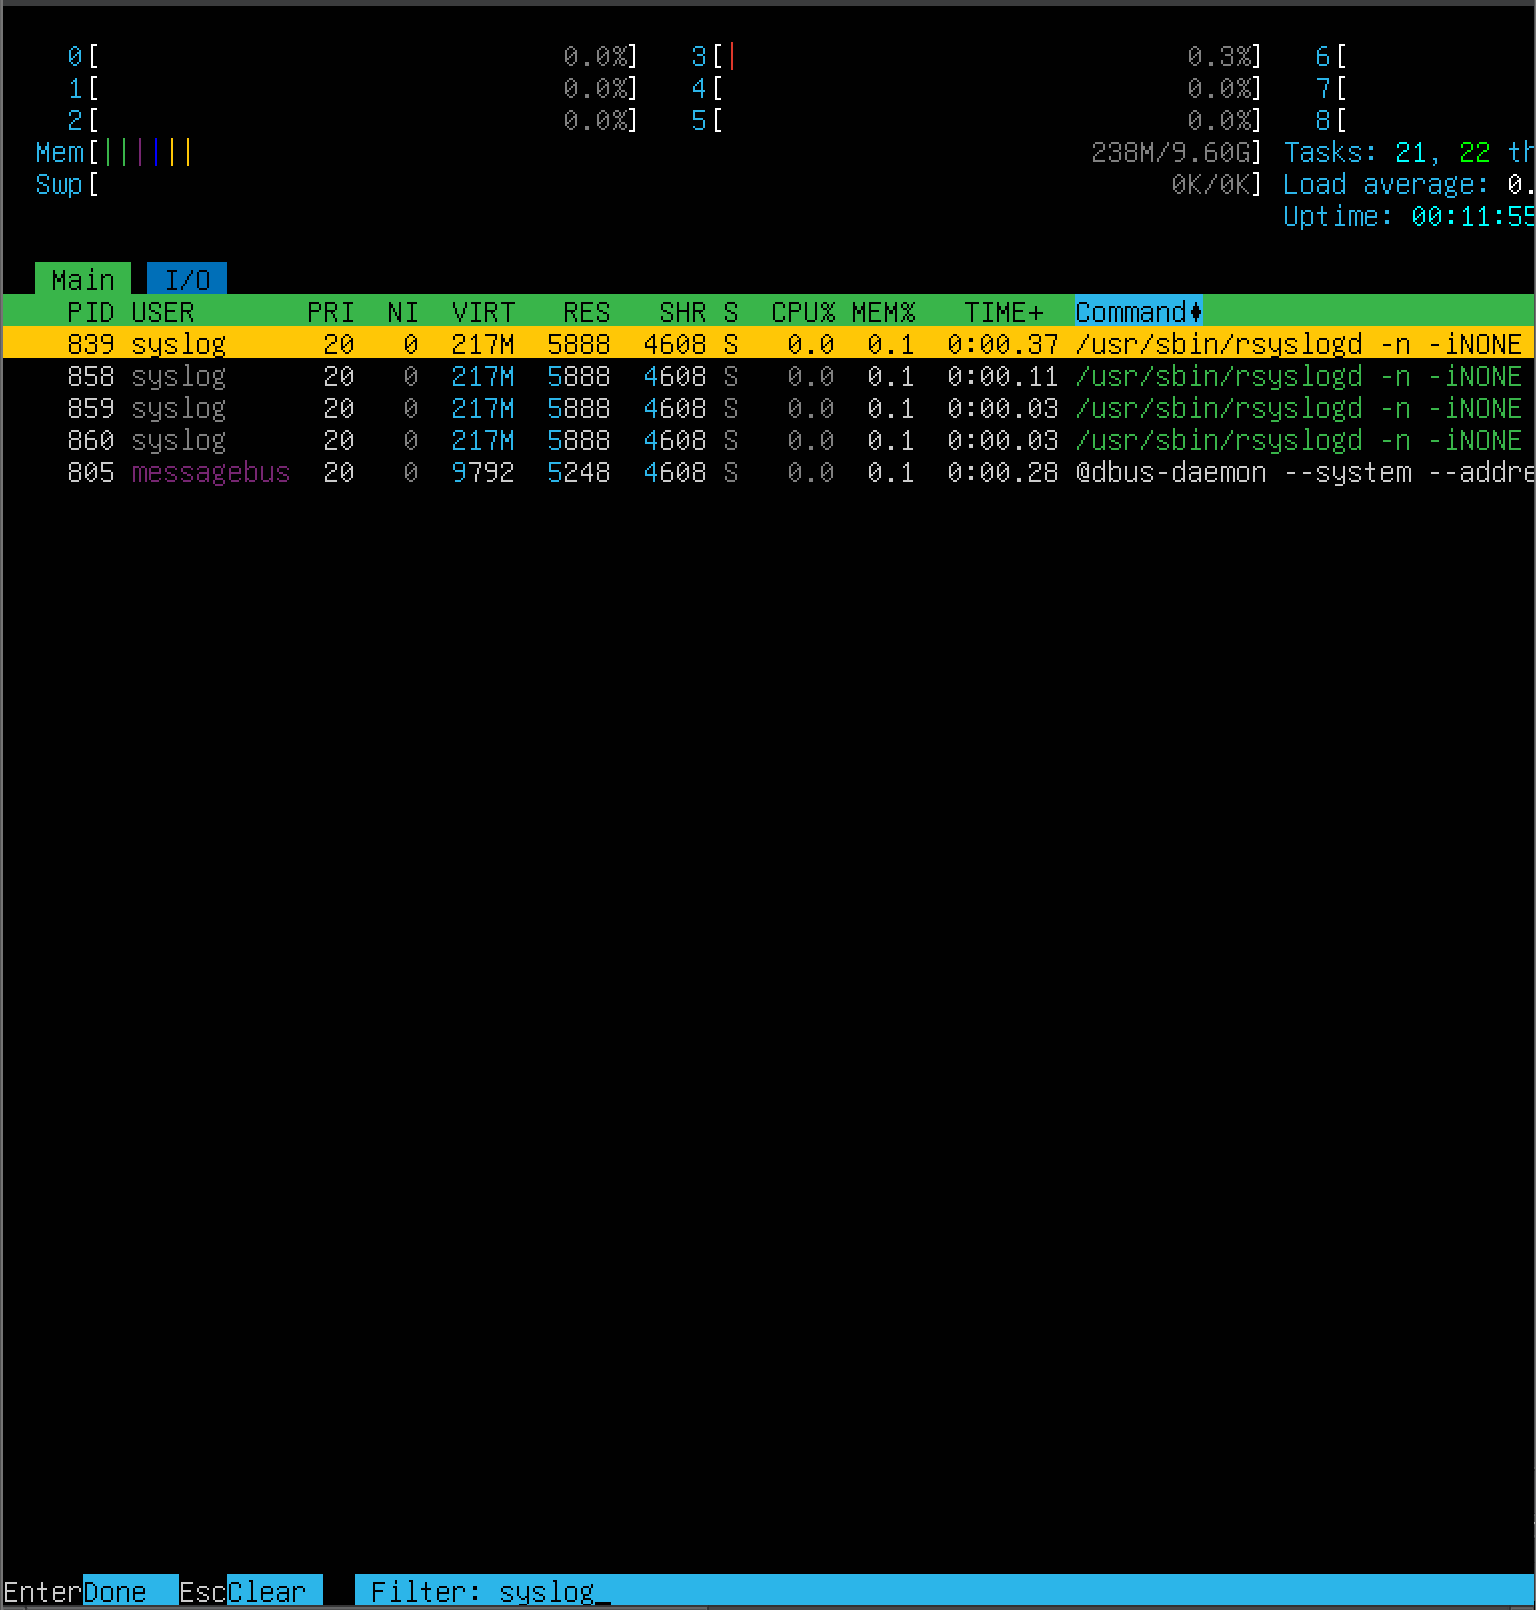 0[ 0.0%] 3[| 0.3%] 6[
1[ 0.0%] 4[ 0.0%] 7[
2[ 0.0%] 5[ 0.0%] 8[
Mem[|||||| 238M/9.60G] Tasks: 21, 22 th
Swp[ 0K/0K] Load average: 0.
Uptime: 00:11:55
Main I/O
PID USER PRI NI VIRT RES SHR S CPU% MEM% TIME+ Command
839 syslog 20 0 217M 5888 4608 S 0.0 0.1 0:00.37 /usr/sbin/rsyslogd -n -iNONE
858 syslog 20 0 217M 5888 4608 S 0.0 0.1 0:00.11 /usr/sbin/rsyslogd -n -iNONE
859 syslog 20 0 217M 5888 4608 S 0.0 0.1 0:00.03 /usr/sbin/rsyslogd -n -iNONE
860 syslog 20 0 217M 5888 4608 S 0.0 0.1 0:00.03 /usr/sbin/rsyslogd -n -iNONE
805 messagebus 20 0 9792 5248 4608 S 0.0 0.1 0:00.28 @dbus-daemon --system --addre
EnterDone EscClear Filter: syslog_